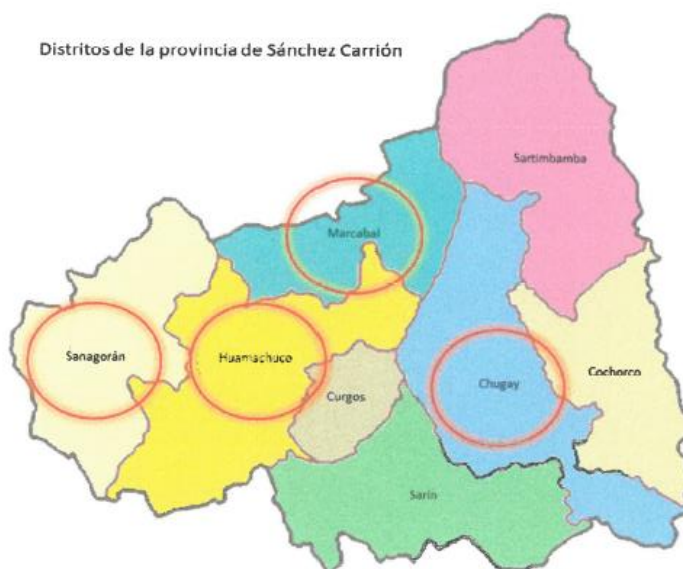 Distritos de la provincia de Sánchez Carrión
Sartimbamba
Marcabal
Sanagorán
Huamachuco
Curgos
Chugay
Cochorco
Sarín